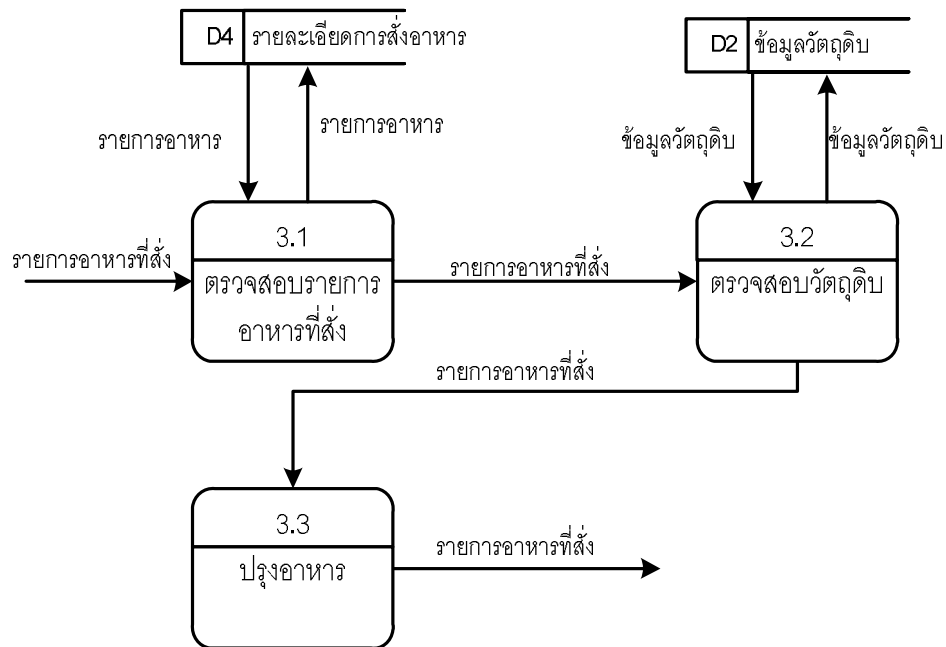 D4 รายละเอียดการสั่งอาหาร
D2 ข้อมูลวัตถุดิบ
รายการอาหาร
รายการอาหาร
ข้อมูลวัตถุดิบ
ข้อมูลวัตถุดิบ
รายการอาหารที่สั่ง
3.1
ตรวจสอบรายการ
อาหารที่สั่ง
รายการอาหารที่สั่ง
3.2
ตรวจสอบวัตถุดิบ
รายการอาหารที่สั่ง
3.3
ปรุงอาหาร
รายการอาหารที่สั่ง